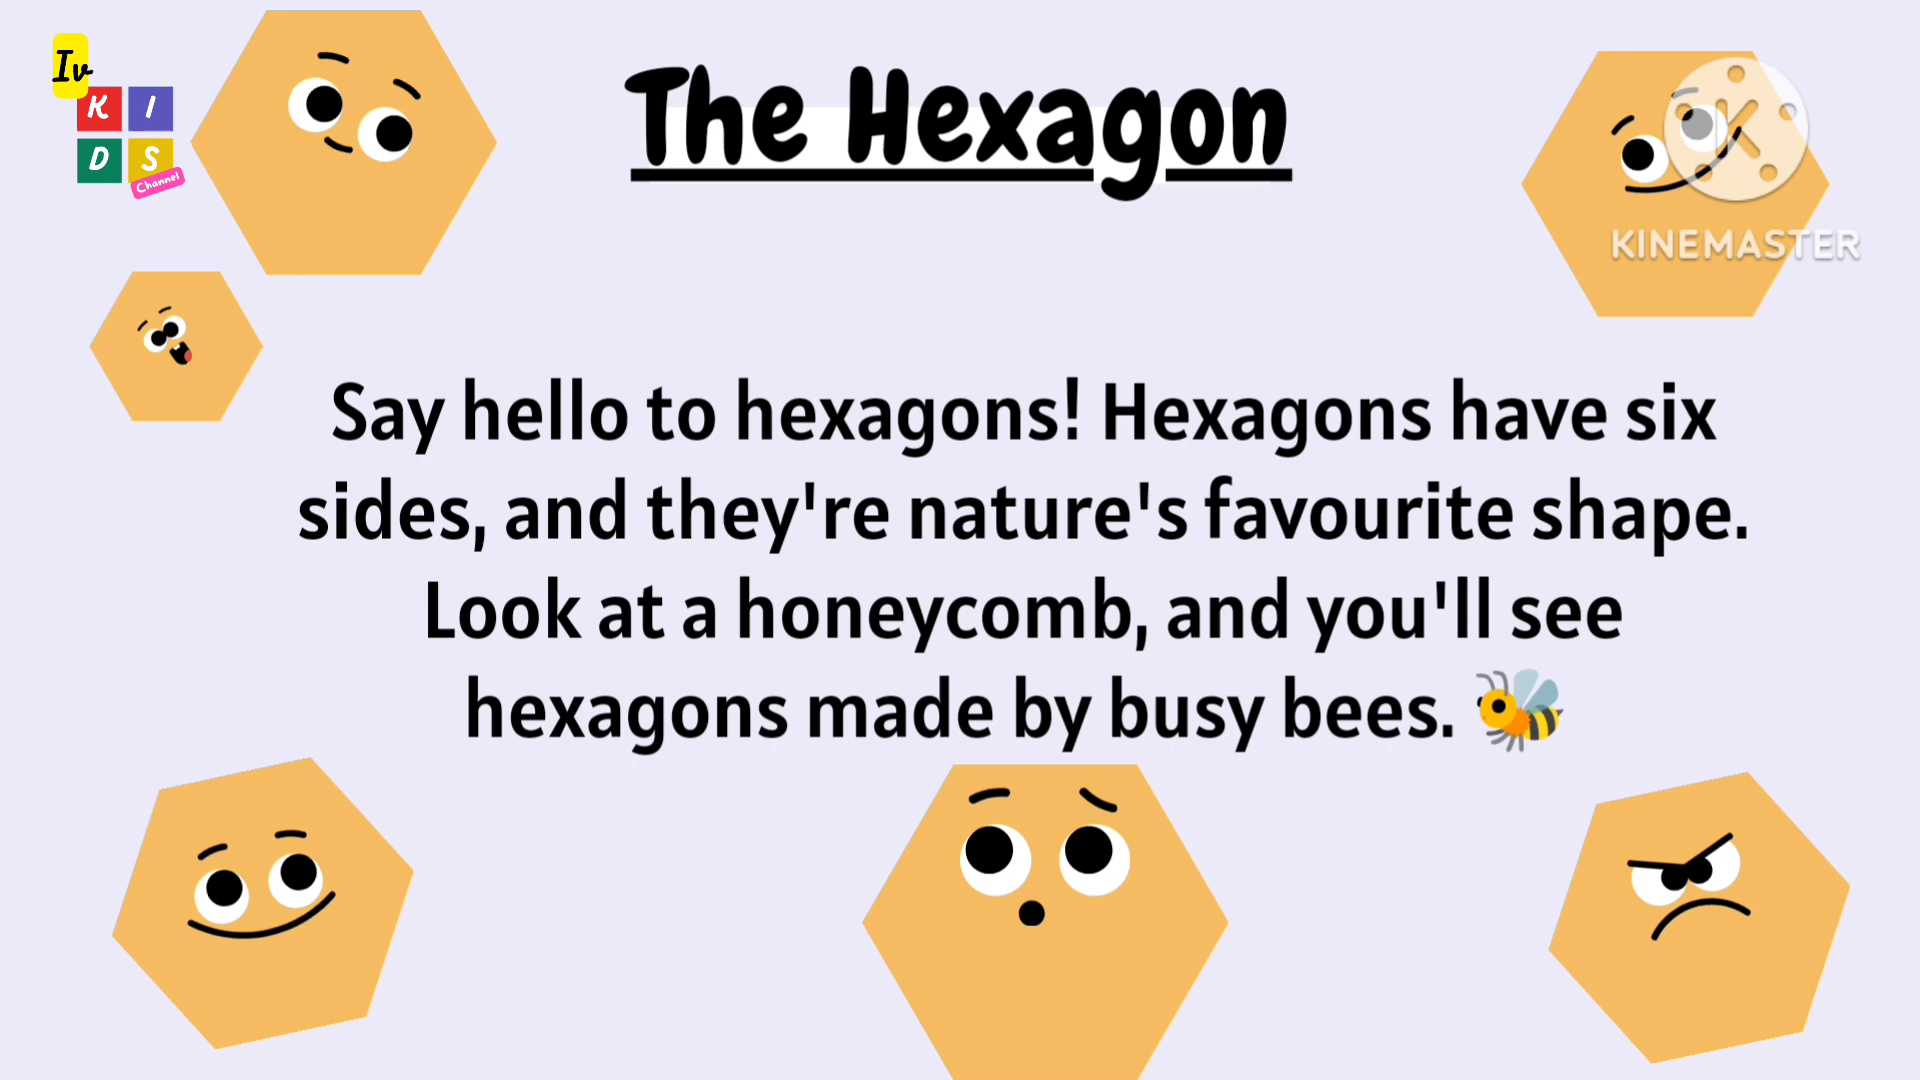 Iv
K I
D S
Channel
The Hexagon
KINEMASTER
Say hello to hexagons! Hexagons have six
sides, and they're nature's favourite shape.
Look at a honeycomb, and you'll see
hexagons made by busy bees. 🐝